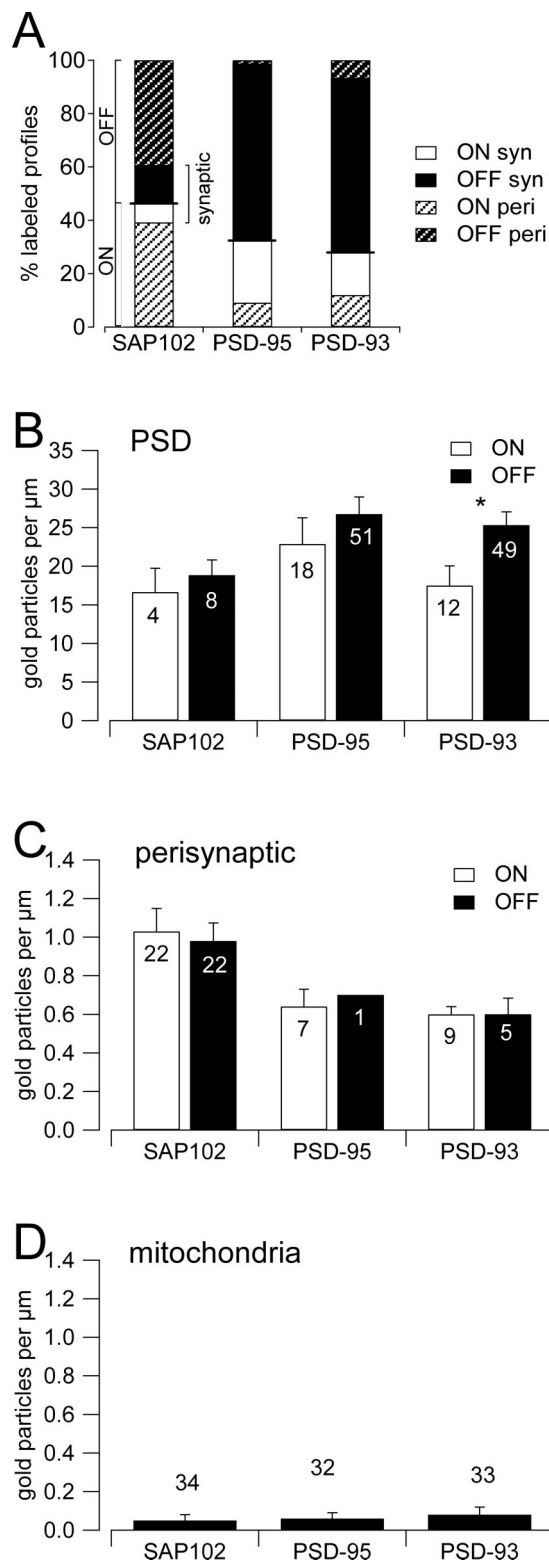 A
100
80
60
40
20
0
% labeled profiles
OFF
ON
synaptic
ON syn
OFF syn
ON peri
OFF peri
SAP102 PSD-95 PSD-93
B
PSD
35
30
25
20
15
10
5
0
gold particles per µm
ON
OFF
*
4 8 18 51 12 49
SAP102 PSD-95 PSD-93
C
perisynaptic
1.4
1.2
1.0
0.8
0.6
0.4
0.2
0.0
gold particles per µm
ON
OFF
22 22 7 1 9 5
SAP102 PSD-95 PSD-93
D
mitochondria
1.4
1.2
1.0
0.8
0.6
0.4
0.2
0.0
gold particles per µm
34 32 33
SAP102 PSD-95 PSD-93